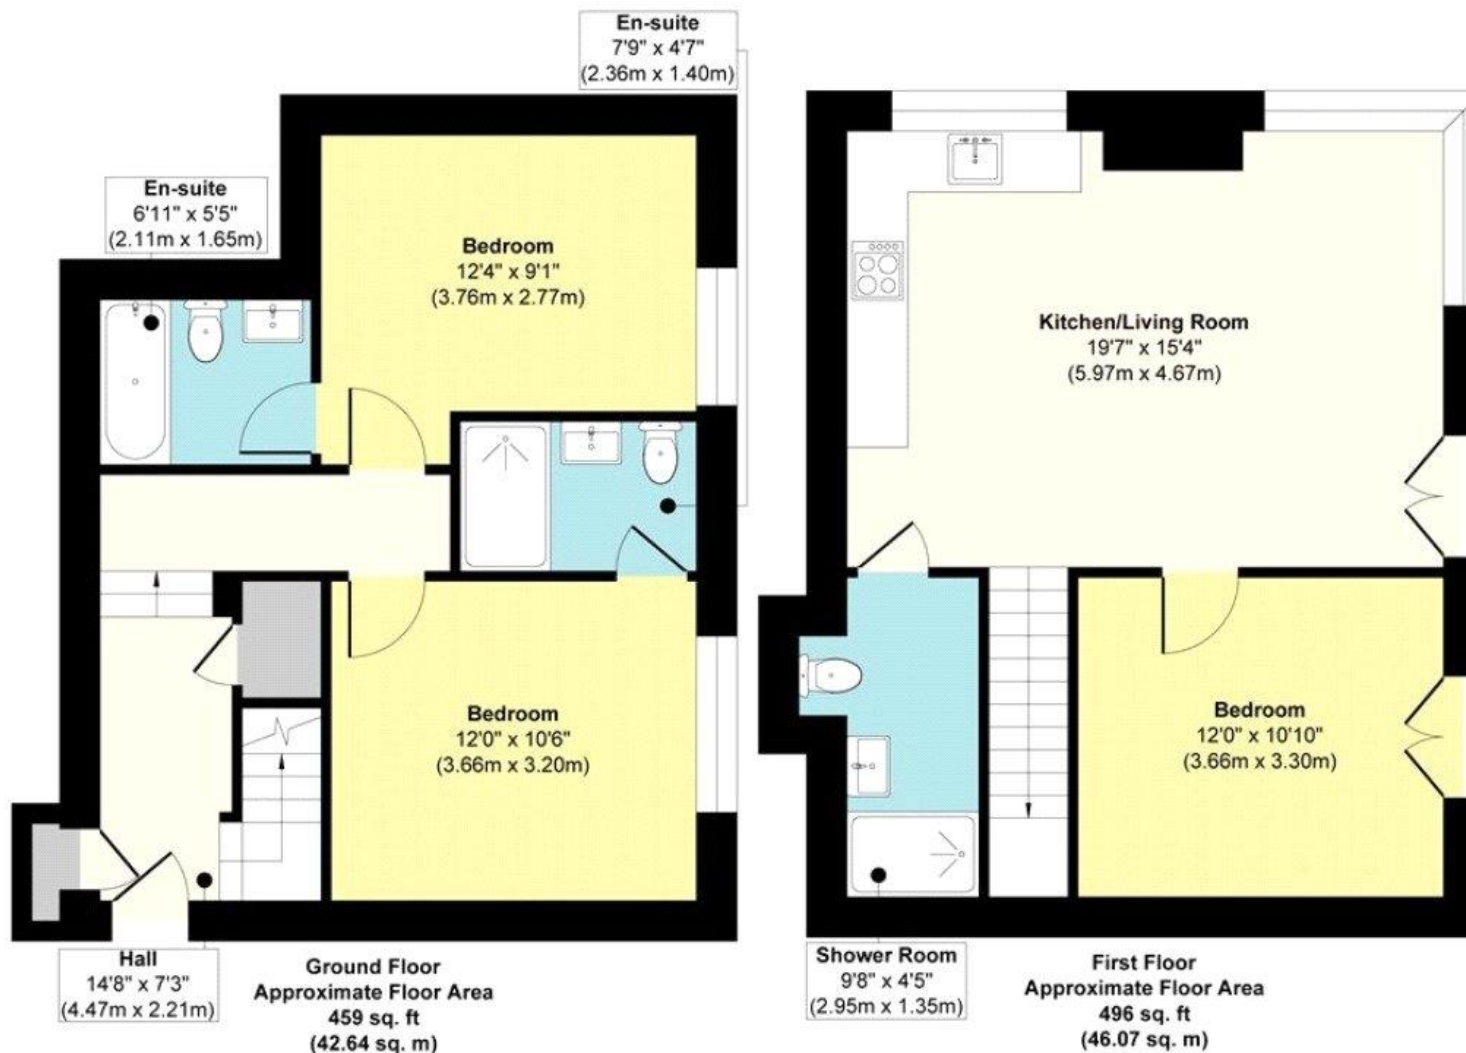 En-suite
7'9" x 4'7"
(2.36m x 1.40m)
En-suite
6'11" x 5'5"
(2.11m x 1.65m)
Bedroom
12'4" x 9'1"
(3.76m x 2.77m)
Bedroom
12'0" x 10'6"
(3.66m x 3.20m)
Hall
14'8" x 7'3"
(4.47m x 2.21m)
Ground Floor
Approximate Floor Area
459 sq. ft
(42.64 sq. m)
Kitchen/Living Room
19'7" x 15'4"
(5.97m x 4.67m)
Bedroom
12'0" x 10'10"
(3.66m x 3.30m)
Shower Room
9'8" x 4'5"
(2.95m x 1.35m)
First Floor
Approximate Floor Area
496 sq. ft
(46.07 sq. m)